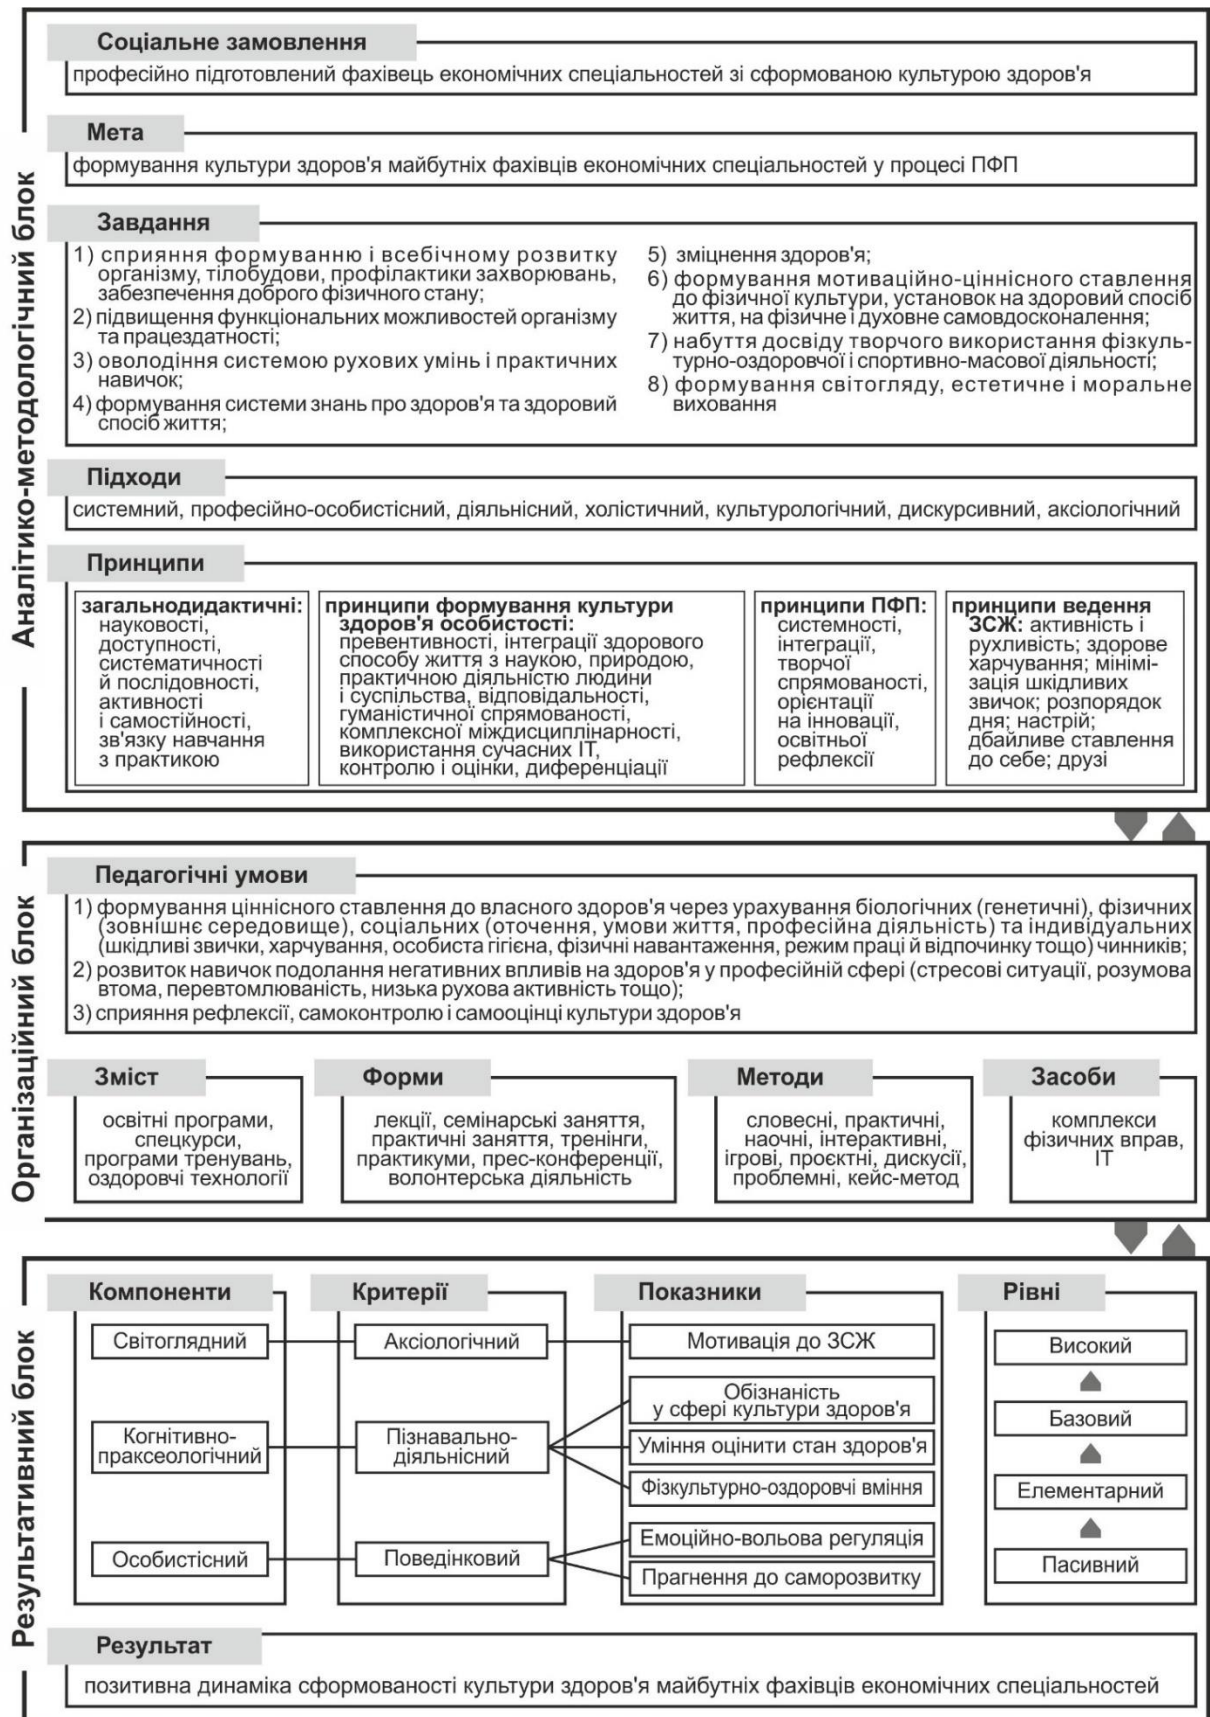 Аналітико-методологічний блок
Соціальне замовлення
професійно підготовлений фахівець економічних спеціальностей зі сформованою культурою здоров'я
Мета
формування культури здоров'я майбутніх фахівців економічних спеціальностей у процесі ПФП
Завдання
1) сприяння формуванню і всебічному розвитку
організму, тілобудови, профілактики захворювань,
забезпечення доброго фізичного стану;
2) підвищення функціональних можливостей організму
та працездатності;
3) оволодіння системою рухових умінь і практичних
навичок;
4) формування системи знань про здоров'я та здоровий
спосіб життя;
5) зміцнення здоров'я;
6) формування мотиваційно-ціннісного ставлення
до фізичної культури, установок на здоровий спосіб
життя, на фізичне і духовне самовдосконалення;
7) набуття досвіду творчого використання фізкуль-
турно-оздоровчої і спортивно-масової діяльності;
8) формування світогляду, естетичне і моральне
виховання
Підходи
системний, професійно-особистісний, діяльнісний, холістичний, культурологічний, дискурсивний, аксіологічний
Принципи
загальнодидактичні:
науковості,
доступності,
систематичності
й послідовності,
активності
і самостійності,
зв'язку навчання
з практикою
принципи формування культури
здоров'я особистості:
превентивності, інтеграції здорового
способу життя з наукою, природою,
практичною діяльністю людини
і суспільства, відповідальності,
гуманістичної спрямованості,
комплексної міждисциплінарності,
використання сучасних ІТ,
контролю і оцінки, диференціації
принципи ПФП:
системності,
інтеграції,
творчої
спрямованості,
орієнтації
на інновації,
освітньої
рефлексії
принципи ведення
ЗСЖ: активність і
рухливість; здорове
харчування; мінімі-
зація шкідливих
звичок; розпорядок
дня; настрій;
дбайливе ставлення
до себе; друзі
Організаційний блок
Педагогічні умови
1) формування ціннісного ставлення до власного здоров'я через урахування біологічних (генетичні), фізичних
(зовнішнє середовище), соціальних (оточення, умови життя, професійна діяльність) та індивідуальних
(шкідливі звички, харчування, особиста гігієна, фізичні навантаження, режим праці й відпочинку тощо) чинників;
2) розвиток навичок подолання негативних впливів на здоров'я у професійній сфері (стресові ситуації, розумова
втома, перевтомлюваність, низька рухова активність тощо);
3) сприяння рефлексії, самоконтролю і самооцінці культури здоров'я
Зміст
освітні програми,
спецкурси,
програми тренувань,
оздоровчі технології
Форми
лекції, семінарські заняття,
практичні заняття, тренінги,
практикуми, прес-конференції,
волонтерська діяльність
Методи
словесні, практичні,
наочні, інтерактивні,
ігрові, проєктні, дискусії,
проблемні, кейс-метод
Засоби
комплекси
фізичних вправ,
ІТ
Результативний блок
Компоненти
Критерії
Показники
Рівні
Світоглядний
Аксіологічний
Мотивація до ЗСЖ
Високий
Когнітивно-
праксеологічний
Пізнавально-
діяльнісний
Обізнаність
у сфері культури здоров'я
Уміння оцінити стан здоров'я
Фізкультурно-оздоровчі вміння
Базовий
Елементарний
Особистісний
Поведінковий
Емоційно-вольова регуляція
Прагнення до саморозвитку
Пасивний
Результат
позитивна динаміка сформованості культури здоров'я майбутніх фахівців економічних спеціальностей